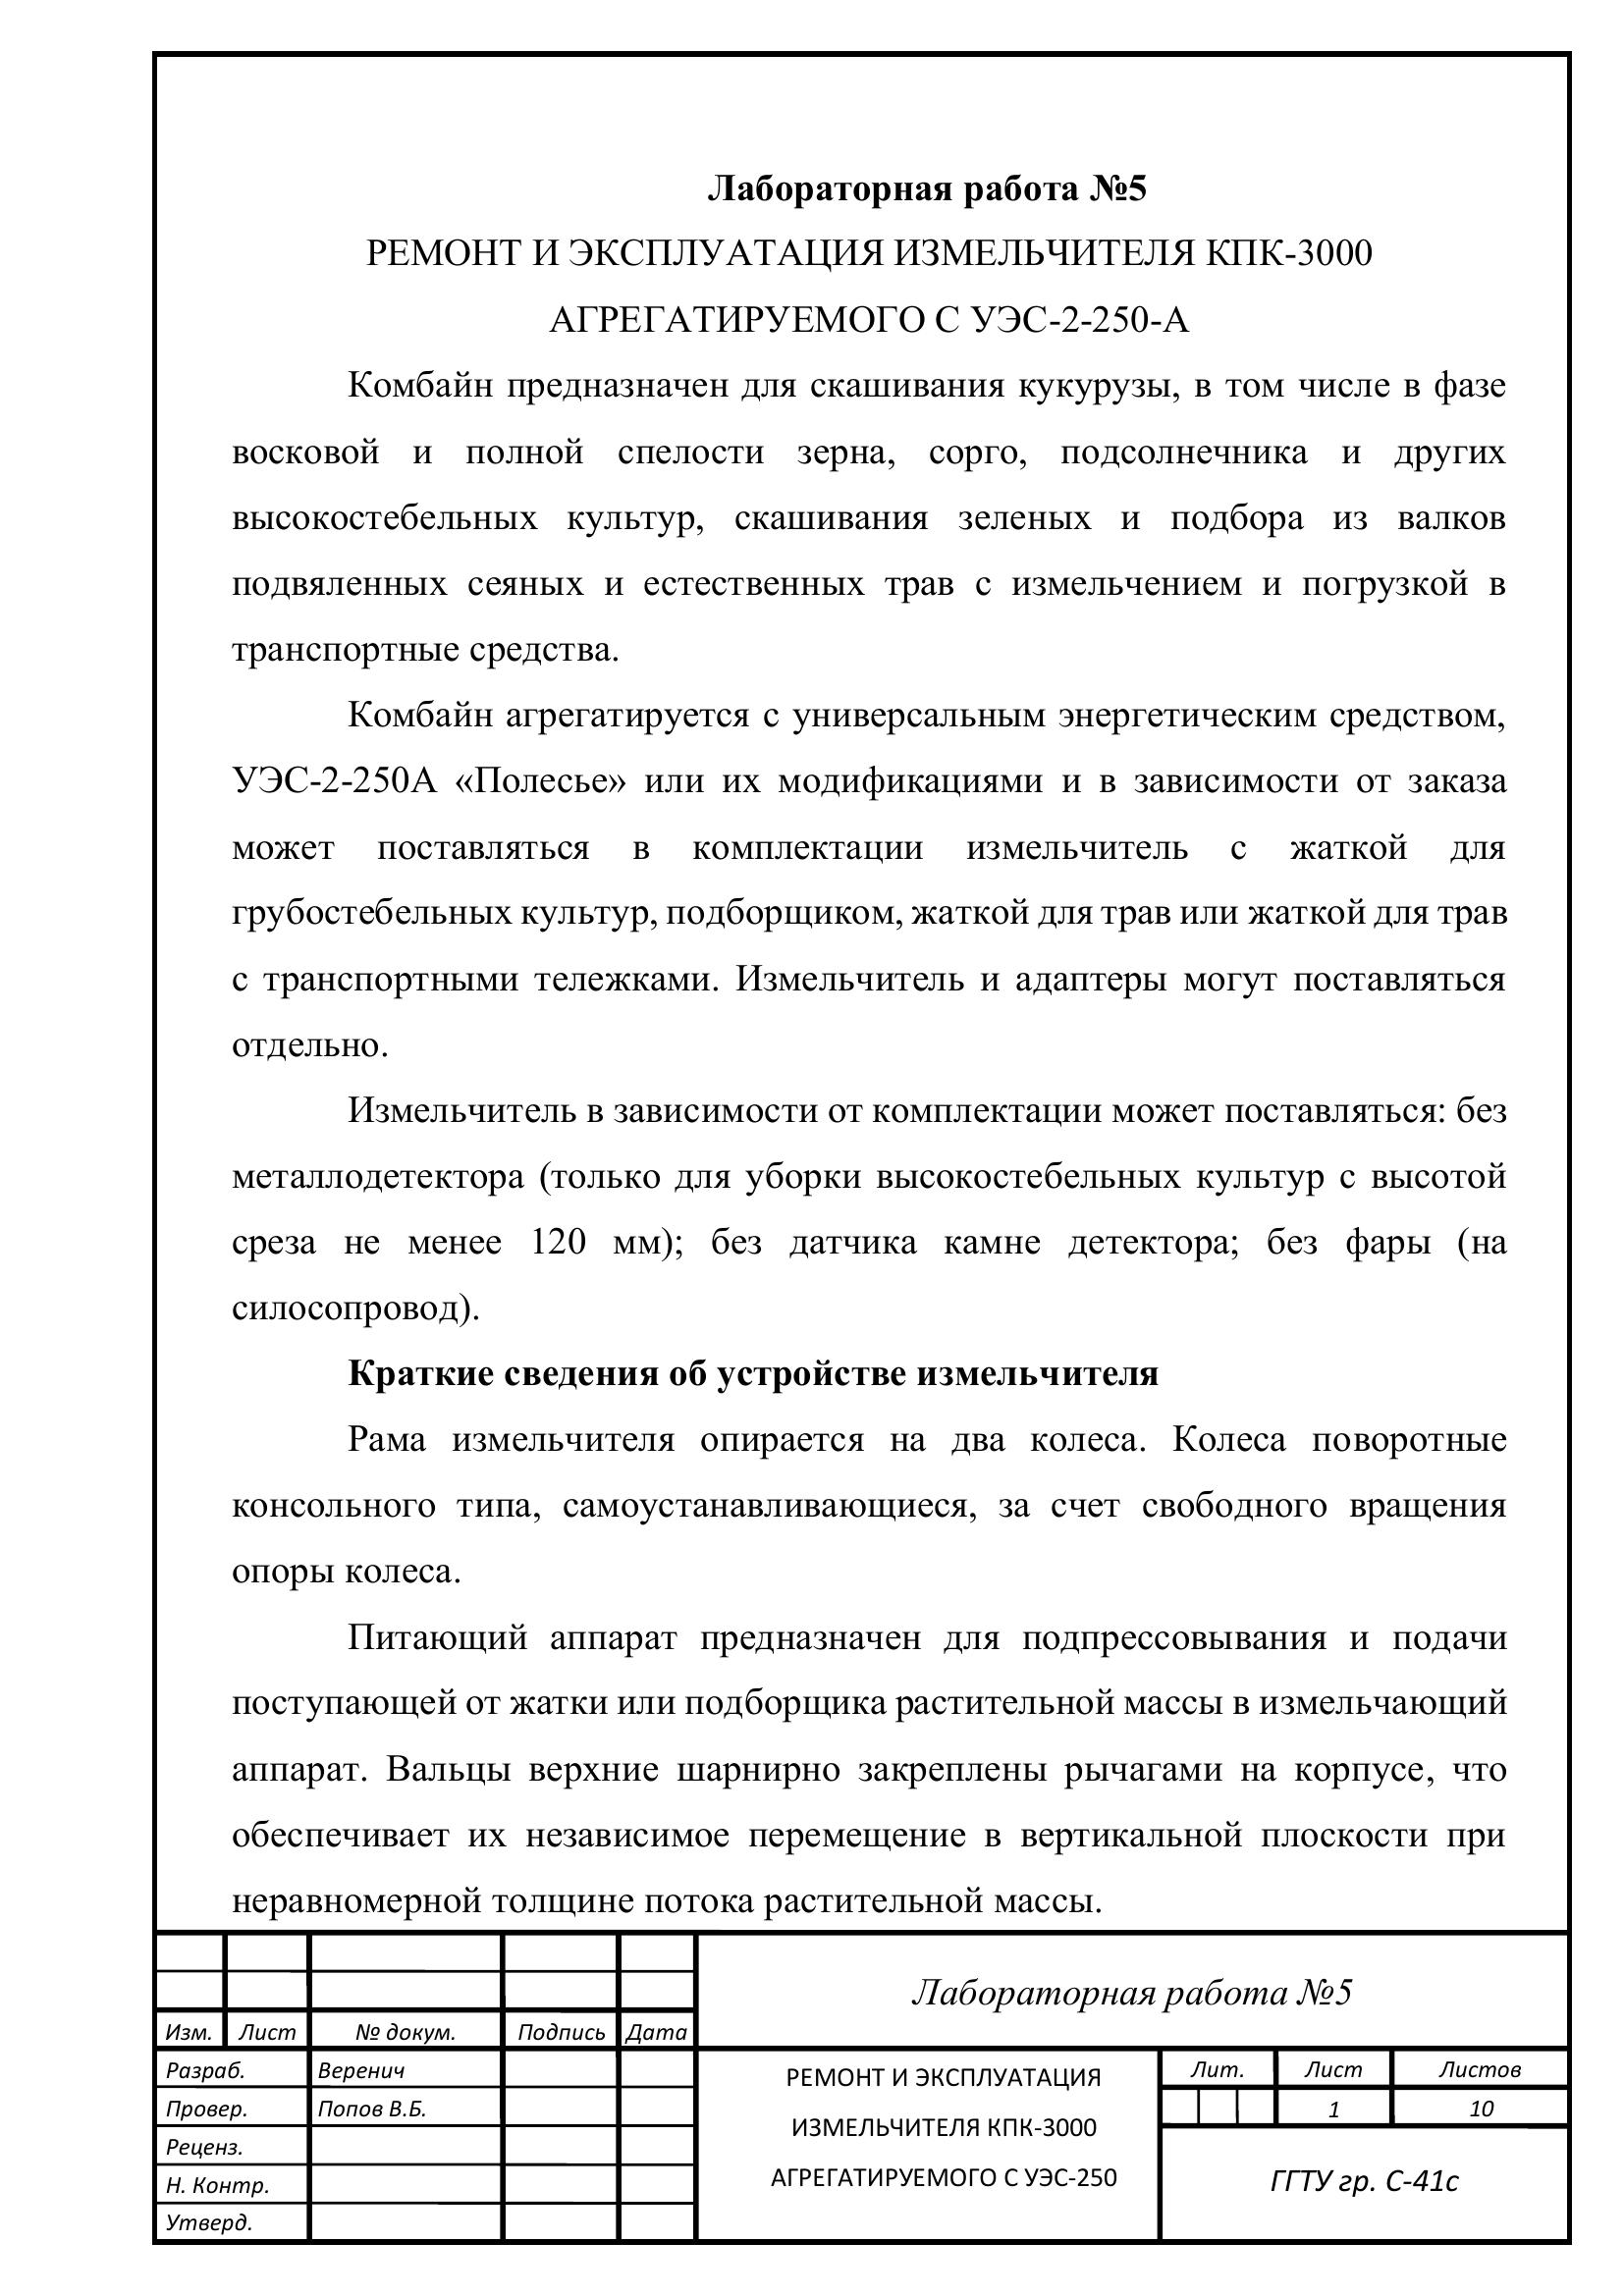 Лабораторная работа №5
РЕМОНТ И ЭКСПЛУАТАЦИЯ ИЗМЕЛЬЧИТЕЛЯ КПК-3000
АГРЕГАТИРУЕМОГО С УЭС-2-250-А
Комбайн предназначен для скашивания кукурузы, в том числе в фазе
восковой и полной спелости зерна, сорго, подсолнечника и других
высокостебельных культур, скашивания зеленых и подбора из валков
подвяленных сеяных и естественных трав с измельчением и погрузкой в
транспортные средства.
Комбайн агрегатируется с универсальным энергетическим средством,
УЭС-2-250А «Полесье» или их модификациями и в зависимости от заказа
может поставляться в комплектации измельчитель с жаткой для
грубостебельных культур, подборщиком, жаткой для трав или жаткой для трав
с транспортными тележками. Измельчитель и адаптеры могут поставляться
отдельно.
Измельчитель в зависимости от комплектации может поставляться: без
металлодетектора (только для уборки высокостебельных культур с высотой
среза не менее 120 мм); без датчика камне детектора; без фары (на
силосопровод).
Краткие сведения об устройстве измельчителя
Рама измельчителя опирается на два колеса. Колеса поворотные
консольного типа, самоустанавливающиеся, за счет свободного вращения
опоры колеса.
Питающий аппарат предназначен для подпрессовывания и подачи
поступающей от жатки или подборщика растительной массы в измельчающий
аппарат. Вальцы верхние шарнирно закреплены рычагами на корпусе, что
обеспечивает их независимое перемещение в вертикальной плоскости при
неравномерной толщине потока растительной массы.
Лабораторная работа №5
Изм. Лист № докум. Подпись Дата
Разраб. Веренич
Провер. Попов В.Б.
Реценз.
Н. Контр.
Утверд.
РЕМОНТ И ЭКСПЛУАТАЦИЯ
ИЗМЕЛЬЧИТЕЛЯ КПК-3000
АГРЕГАТИРУЕМОГО С УЭС-250
Лит. Лист Листов
1 10
ГГТУ гр. С-41с